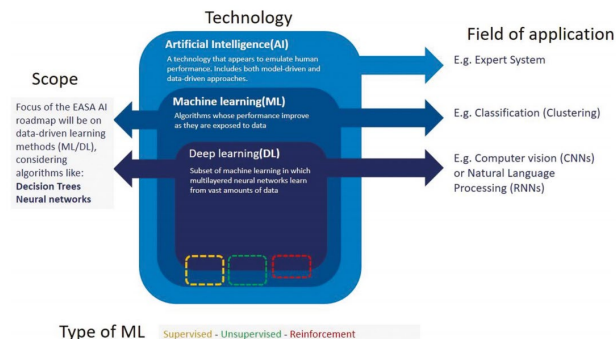 Technology
Artificial Intelligence(AI)
A technology that appears to emulate human
performance. Includes both model-driven and
data-driven approaches.
Machine learning(ML)
Algorithms whose performance improve
as they are exposed to data
Deep learning(DL)
Subset of machine learning in which
multilayered neural networks learn
from vast amounts of data
Scope
Focus of the EASA AI
roadmap will be on
data-driven learning
methods (ML/DL),
considering
algorithms like:
Decision Trees
Neural networks
Field of application
E.g. Expert System
E.g. Classification (Clustering)
E.g. Computer vision (CNNs)
or Natural Language
Processing (RNNs)
Type of ML
Supervised - Unsupervised - Reinforcement